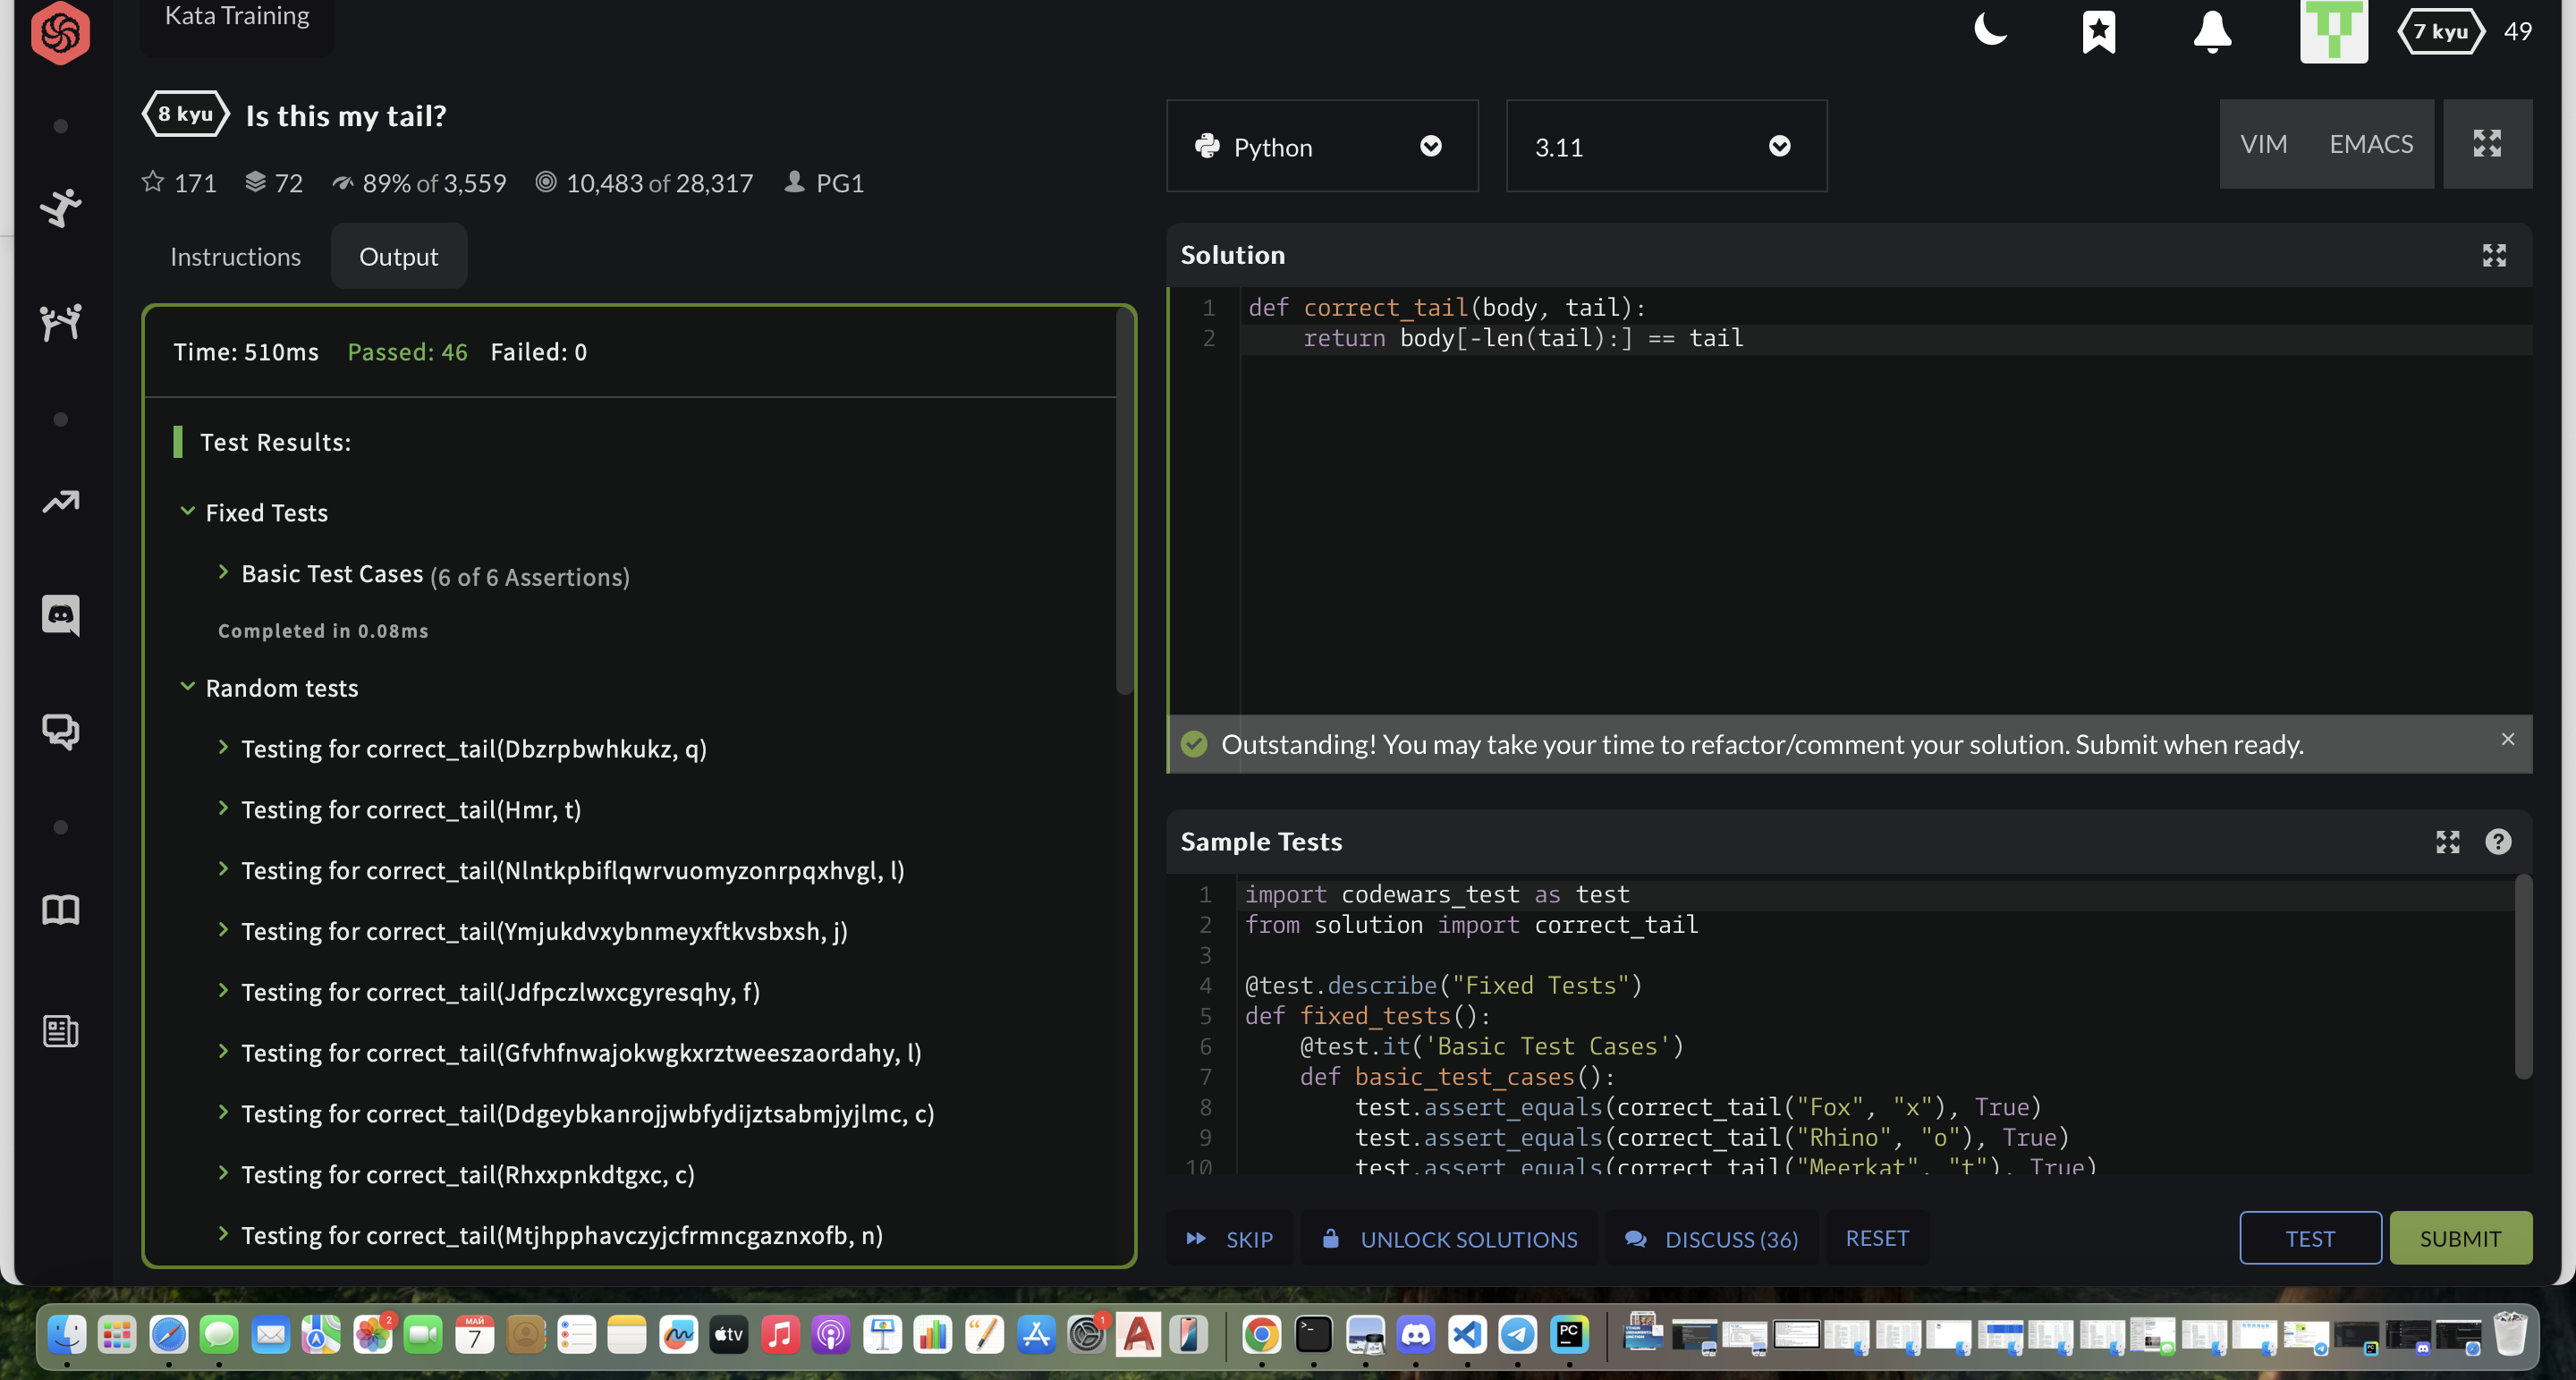 Kata Training
7 kyu
49
8 kyu
Is this my tail?
171
72
89% of 3,559
10,483 of 28,317
PG1
Python
3.11
VIM
EMACS
Instructions
Output
Time: 510ms Passed: 46 Failed: 0
Test Results:
Fixed Tests
Basic Test Cases (6 of 6 Assertions)
Completed in 0.08ms
Random tests
Testing for correct_tail(Dbzrpbwhkukz, q)
Testing for correct_tail(Hmr, t)
Testing for correct_tail(Nlntkpbiflqwrvuomyzonrpqxhvgl, l)
Testing for correct_tail(Ymjukdvxybnmeyxftkvsbxsh, j)
Testing for correct_tail(Jdfpczlwxcgyresqhy, f)
Testing for correct_tail(Gfvhfnwajokwgkxrztweeszaordahy, l)
Testing for correct_tail(Ddgeybkanrojjwbfydijztsabmjyjlmc, c)
Testing for correct_tail(Rhxxpnkdtgxc, c)
Testing for correct_tail(Mtjhpphavczyjcfrmncgaznxofb, n)
Solution
1 def correct_tail(body, tail):
2 return body[-len(tail):] == tail
Outstanding! You may take your time to refactor/comment your solution. Submit when ready.
Sample Tests
1 import codewars_test as test
2 from solution import correct_tail
3
4 @test.describe("Fixed Tests")
5 def fixed_tests():
6 @test.it('Basic Test Cases')
7 def basic_test_cases():
8 test.assert_equals(correct_tail("Fox", "x"), True)
9 test.assert_equals(correct_tail("Rhino", "o"), True)
10 test.assert_equals(correct_tail("Meerkat", "t"), True)
SKIP
UNLOCK SOLUTIONS
DISCUSS (36)
RESET
TEST
SUBMIT
2
МАЙ
7
tv
1
PC